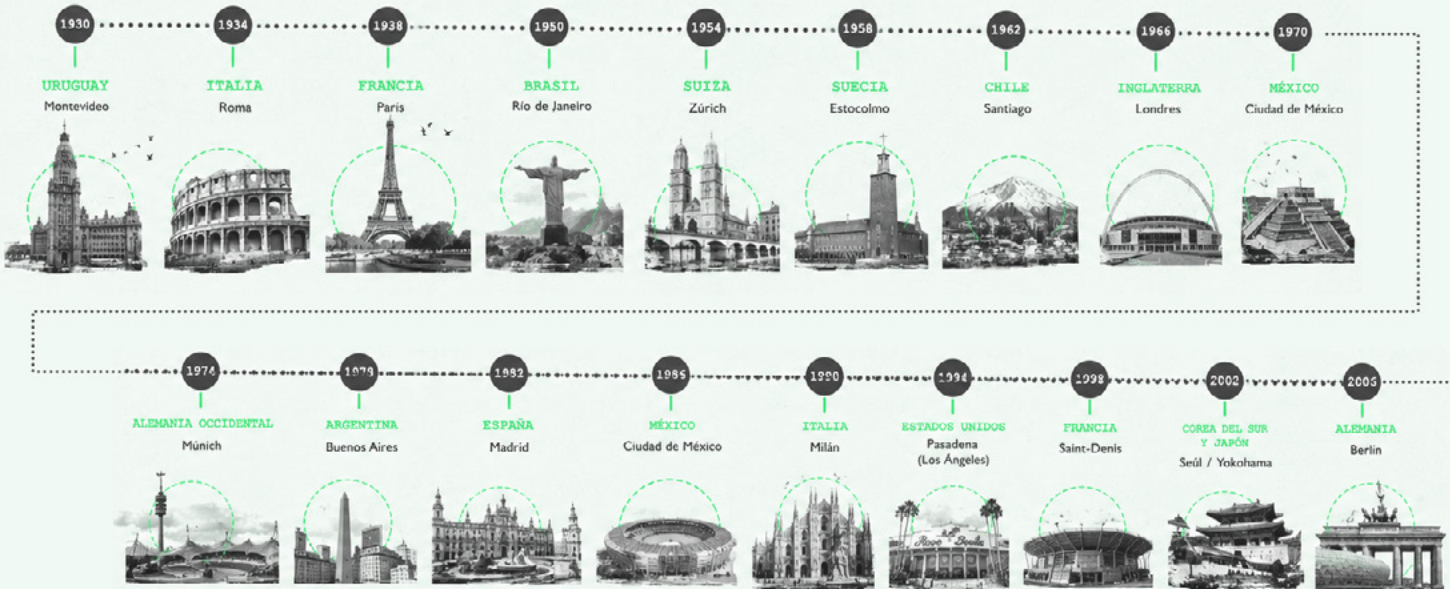 1930
1934
1938
1950
1954
1958
1962
1966
1970
URUGUAY
Montevideo
ITALIA
Roma
FRANCIA
París
BRASIL
Río de Janeiro
SUIZA
Zúrich
SUECIA
Estocolmo
CHILE
Santiago
INGLATERRA
Londres
MÉXICO
Ciudad de México
1974
1978
1982
1986
1990
1994
1998
2002
2006
ALEMANIA OCCIDENTAL
Múnich
ARGENTINA
Buenos Aires
ESPAÑA
Madrid
MÉXICO
Ciudad de México
ITALIA
Milán
ESTADOS UNIDOS
Pasadena
(Los Ángeles)
FRANCIA
Saint-Denis
COREA DEL SUR
Y JAPÓN
Seúl / Yokohama
ALEMANIA
Berlín
Rose Bowl